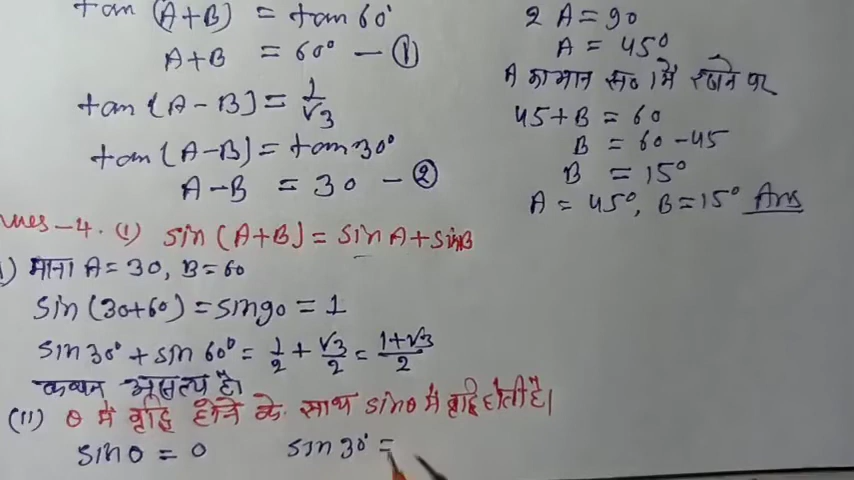 tan (A+B) = tan 60°
A+B = 60° — ①
tan (A-B) = 1/√3
tan (A-B) = tan 30°
A-B = 30 — ②
2 A = 90
A = 45°
A का मान स० 1 में रखने पर
45+B = 60
B = 60-45
B = 15°
A = 45°, B = 15° Ans
ues-4. (i) sin (A+B) = sin A + sin B
i) माना A = 30, B = 60
sin (30+60) = sin 90 = 1
sin 30° + sin 60° = 1/2 + √3/2 = (1+√3)/2
कथन असत्य है।
(ii) θ में वृद्धि होने के साथ sin θ में वृद्धि होती है।
sin 0 = 0 sin 30° =